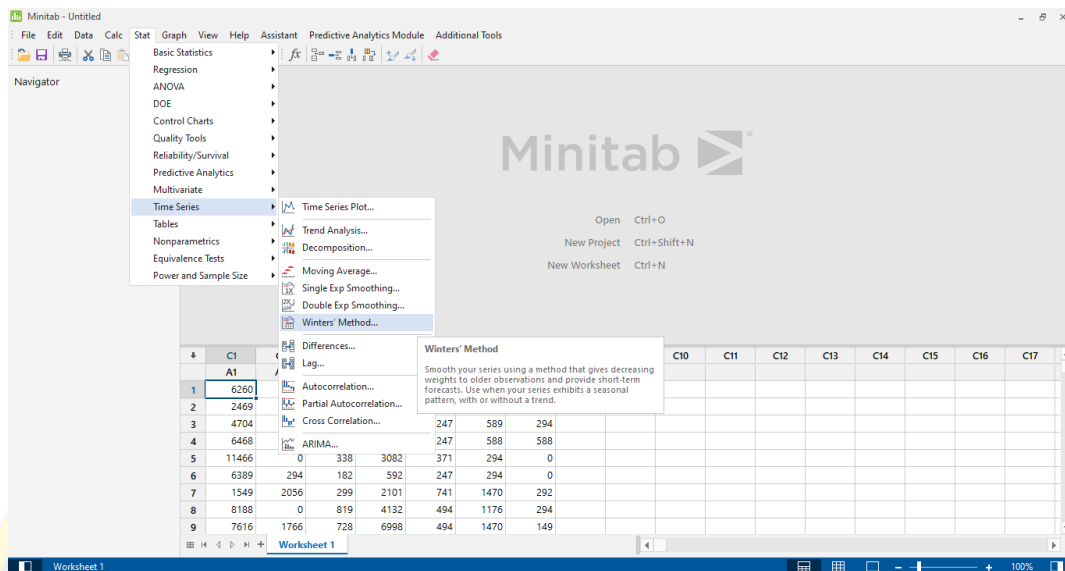 Minitab - Untitled
File Edit Data Calc Stat Graph View Help Assistant Predictive Analytics Module Additional Tools
Navigator
Basic Statistics
Regression
ANOVA
DOE
Control Charts
Quality Tools
Reliability/Survival
Predictive Analytics
Multivariate
Time Series
Tables
Nonparametrics
Equivalence Tests
Power and Sample Size
Time Series Plot...
Trend Analysis...
Decomposition...
Moving Average...
Single Exp Smoothing...
Double Exp Smoothing...
Winters' Method...
Differences...
Lag...
Autocorrelation...
Partial Autocorrelation...
Cross Correlation...
ARIMA...
Minitab
Open Ctrl+O
New Project Ctrl+Shift+N
New Worksheet Ctrl+N
Winters' Method
Smooth your series using a method that gives decreasing
weights to older observations and provide short-term
forecasts. Use when your series exhibits a seasonal
pattern, with or without a trend.
C1 C10 C11 C12 C13 C14 C15 C16 C17
A1
1 6260
2 2469
3 4704 247 589 294
4 6468 247 588 588
5 11466 0 338 3082 371 294 0
6 6389 294 182 592 247 294 0
7 1549 2056 299 2101 741 1470 292
8 8188 0 819 4132 494 1176 294
9 7616 1766 728 6998 494 1470 149
Worksheet 1
Worksheet 1 100%